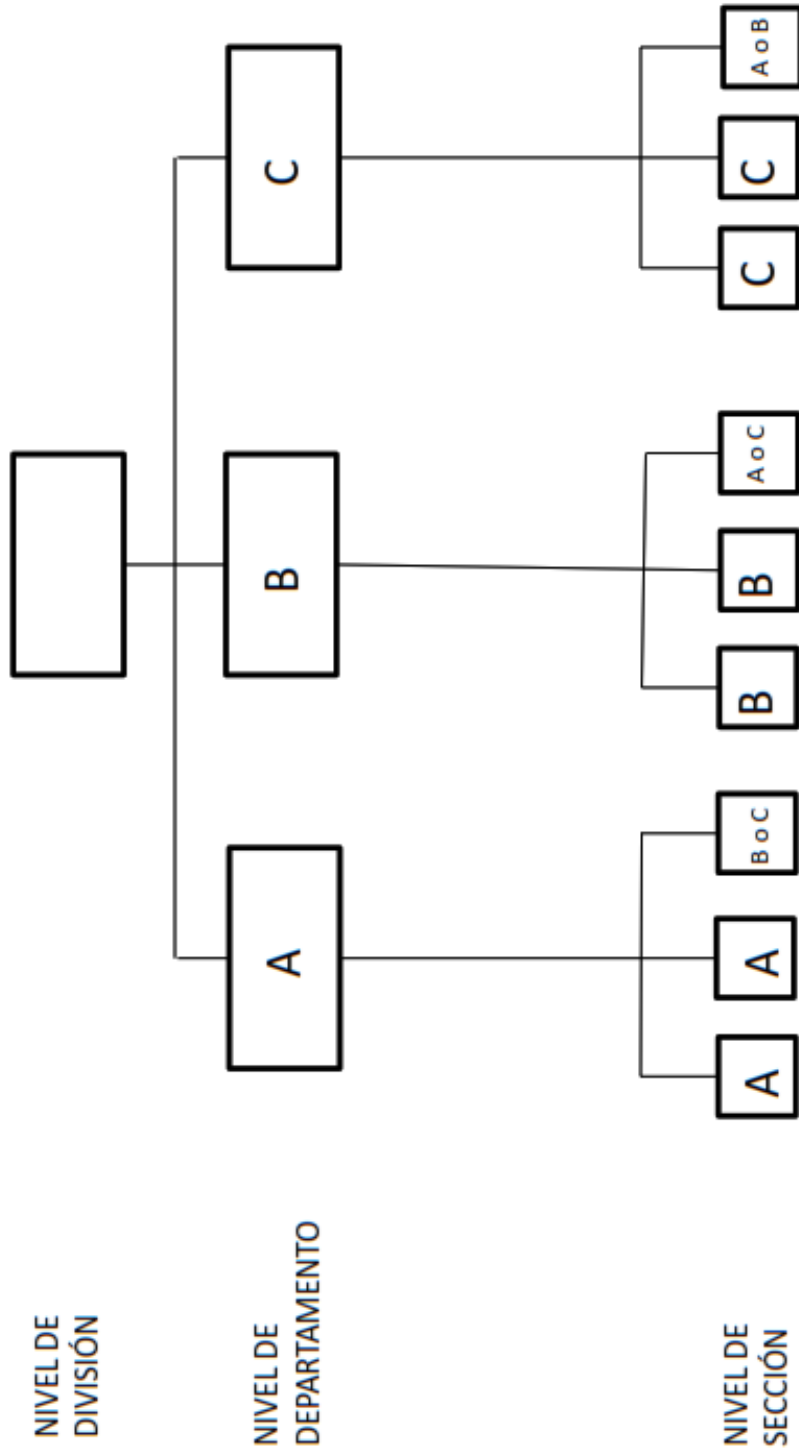 NIVEL DE
DIVISIÓN
NIVEL DE
DEPARTAMENTO
A
B
C
NIVEL DE
SECCIÓN
A
A
B o C
B
B
A o C
C
C
A o B